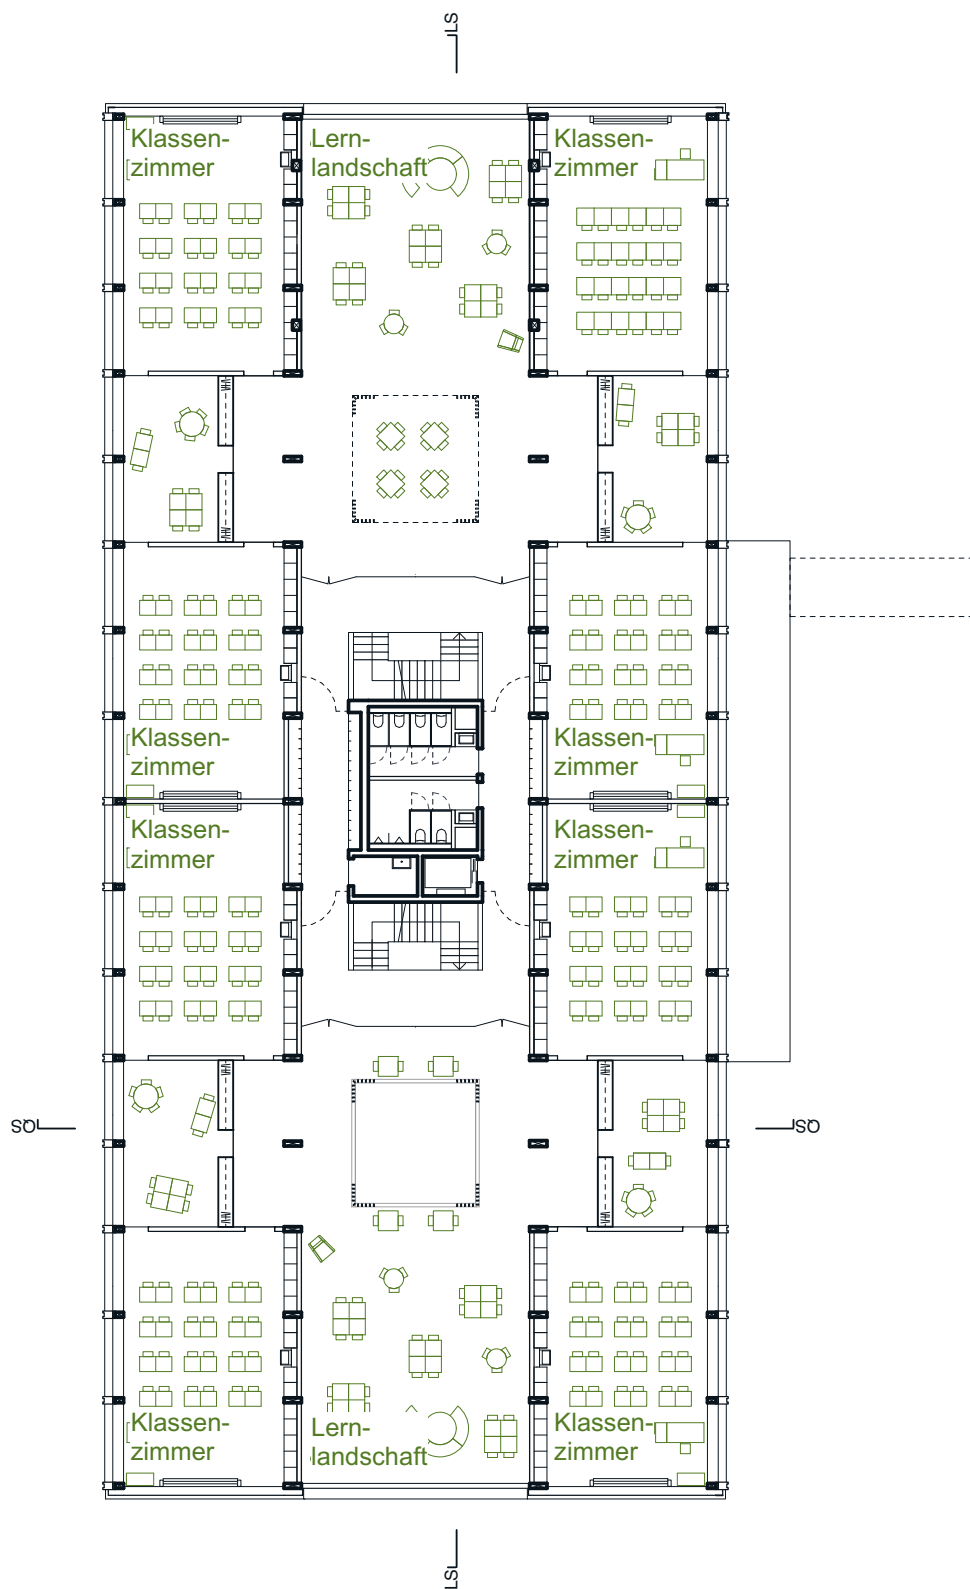 LS
Klassen-
zimmer
Lern-
landschaft
Klassen-
zimmer
Klassen-
zimmer
Klassen-
zimmer
Klassen-
zimmer
Klassen-
zimmer
QS
QS
Klassen-
zimmer
Lern-
landschaft
Klassen-
zimmer
LS